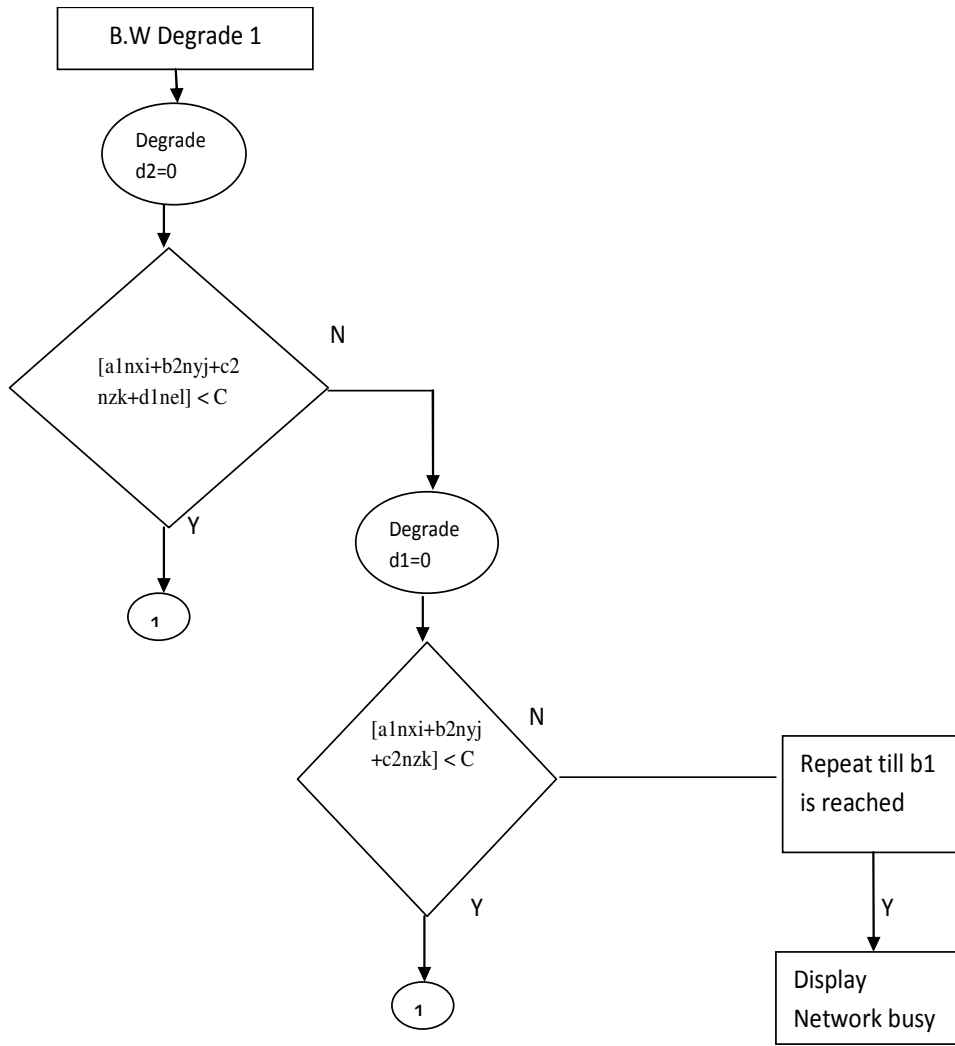 B.W Degrade 1
Degrade
d2=0
N
[a1nxi+b2nyj+c2
nzk+d1nel] < C
Y
1
Degrade
d1=0
N
[a1nxi+b2nyj
+c2nzk] < C
Y
1
Repeat till b1
is reached
Y
Display
Network busy